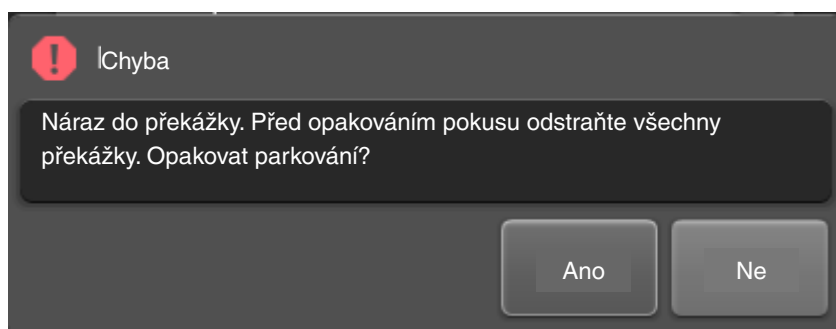 Chyba
Náraz do překážky. Před opakováním pokusu odstraňte všechny
překážky. Opakovat parkování?
Ano
Ne